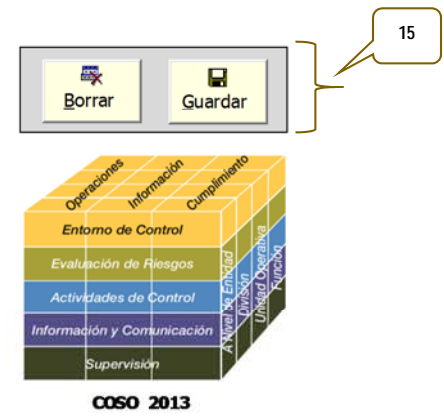 15
Borrar
Guardar
Operaciones
Información
Cumplimiento
Entorno de Control
Evaluación de Riesgos
Actividades de Control
Información y Comunicación
Supervisión
A Nivel de Entidad
División
Unidad Operativa
Función
COSO 2013